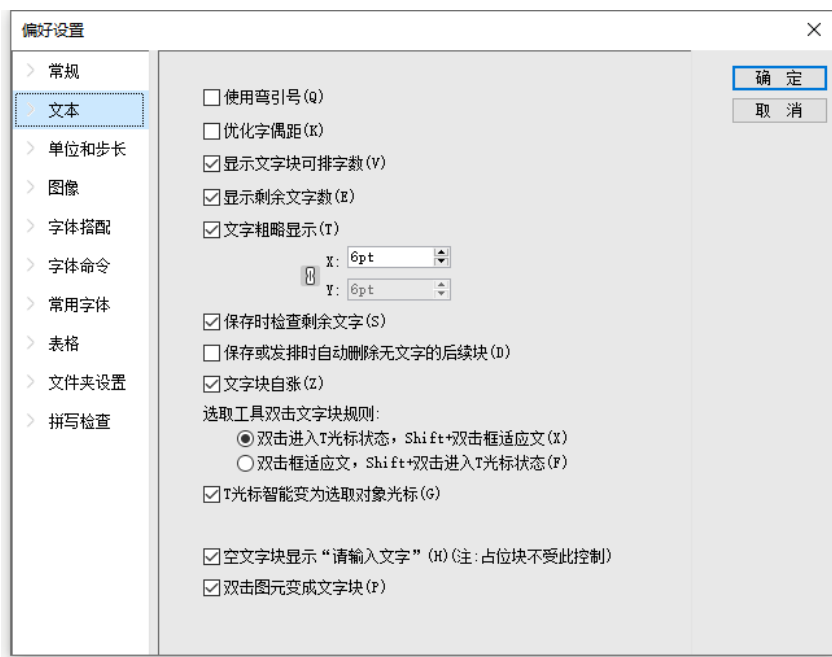 偏好设置
常规
文本
单位和步长
图像
字体搭配
字体命令
常用字体
表格
文件夹设置
拼写检查
使用弯引号(Q)
优化字偶距(K)
显示文字块可排字数(V)
显示剩余文字数(E)
文字粗略显示(T)
X: 6pt
Y: 6pt
保存时检查剩余文字(S)
保存或发排时自动删除无文字的后续块(D)
文字块自涨(Z)
选取工具双击文字块规则:
双击进入T光标状态, Shift+双击框适应文(X)
双击框适应文, Shift+双击进入T光标状态(F)
T光标智能变为选取对象光标(G)
空文字块显示“请输入文字”(H)(注:占位块不受此控制)
双击图元变成文字块(P)
确 定
取 消